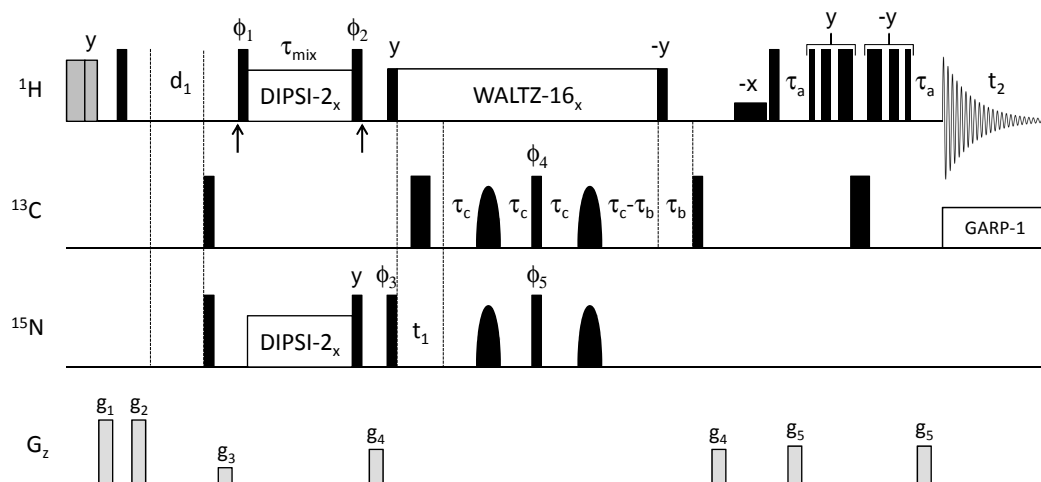 y d₁ ϕ₁ τmix ϕ₂ y -y -x τₐ y -y τₐ t₂
¹H DIPSI-2ₓ WALTZ-16ₓ
ϕ₄
¹³C τc τc τc τc-τb τb GARP-1
y ϕ₃ ϕ₅
¹⁵N DIPSI-2ₓ t₁
g₁ g₂ g₃ g₄ g₄ g₅ g₅
Gz